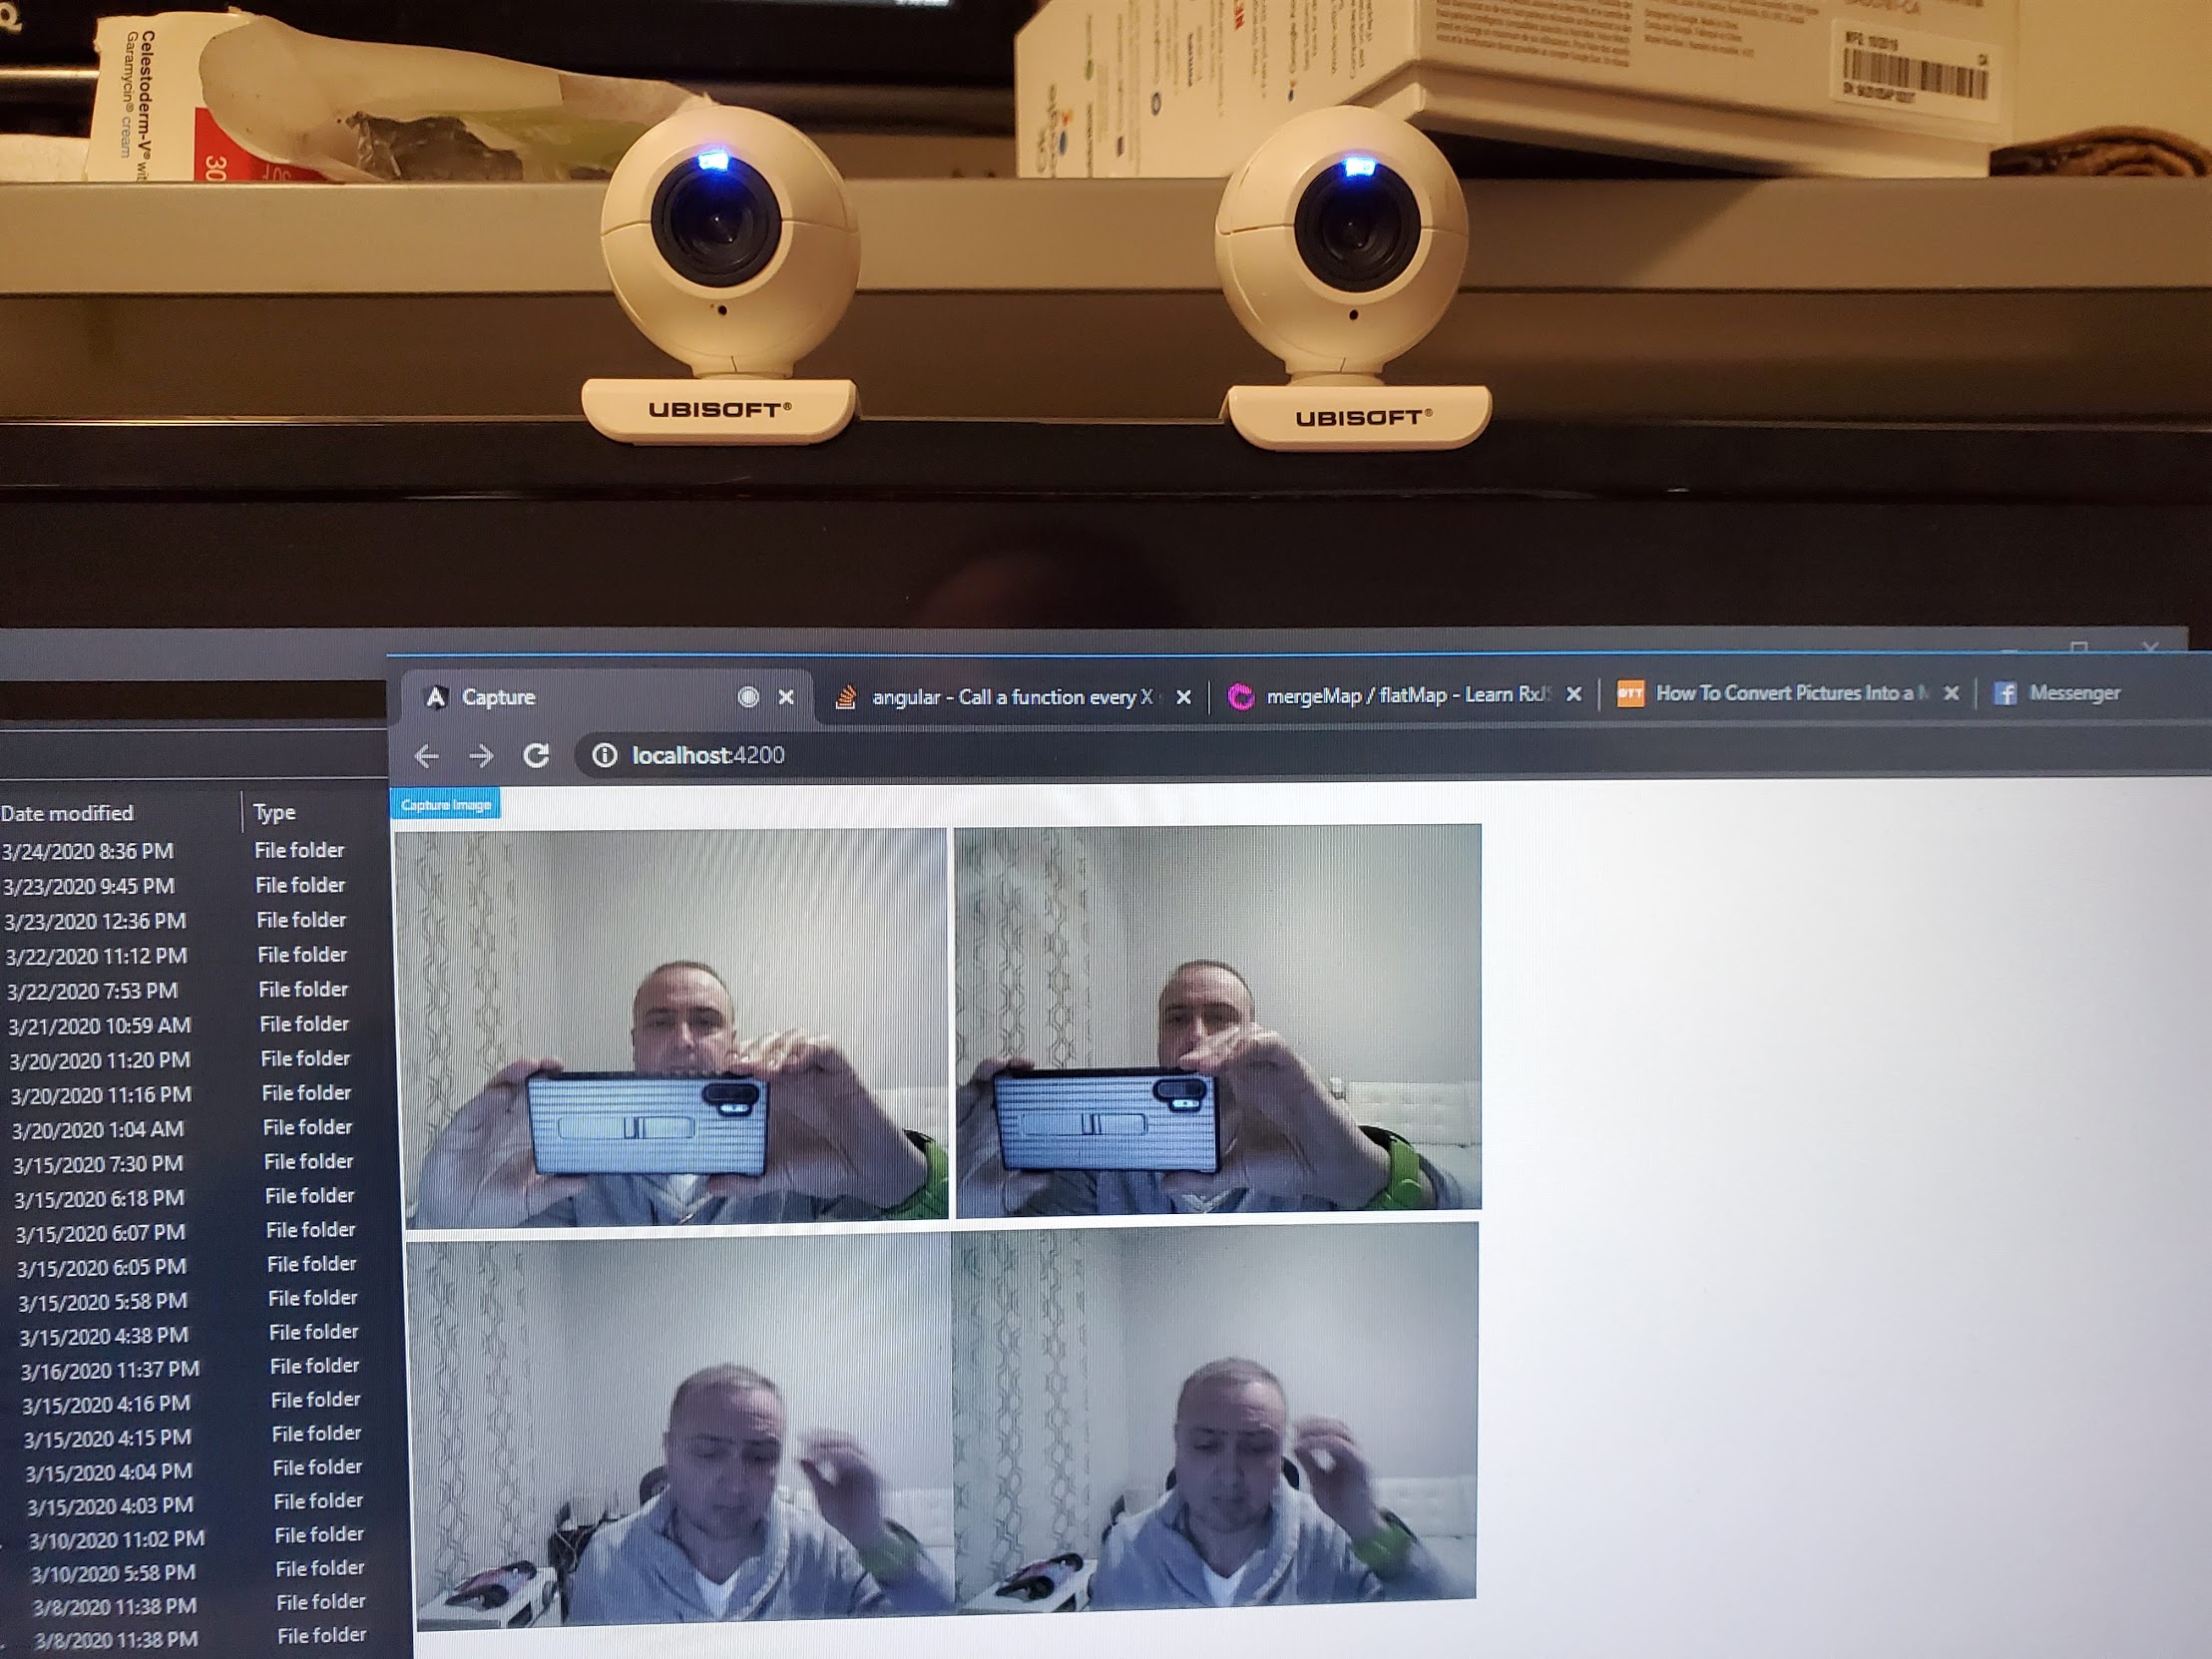 Celestoderm-V® wit
Garamycin® cream
30
MFG: 10/2019
UBISOFT®
UBISOFT®
Capture
angular - Call a function every X
mergeMap / flatMap - Learn RxJS
How To Convert Pictures Into a M
Messenger
localhost:4200
Capture Image
Date modified
Type
3/24/2020 8:36 PM File folder
3/23/2020 9:45 PM File folder
3/23/2020 12:36 PM File folder
3/22/2020 11:12 PM File folder
3/22/2020 7:53 PM File folder
3/21/2020 10:59 AM File folder
3/20/2020 11:20 PM File folder
3/20/2020 11:16 PM File folder
3/20/2020 1:04 AM File folder
3/15/2020 7:30 PM File folder
3/15/2020 6:18 PM File folder
3/15/2020 6:07 PM File folder
3/15/2020 6:05 PM File folder
3/15/2020 5:58 PM File folder
3/15/2020 4:38 PM File folder
3/16/2020 11:37 PM File folder
3/15/2020 4:16 PM File folder
3/15/2020 4:15 PM File folder
3/15/2020 4:04 PM File folder
3/15/2020 4:03 PM File folder
3/10/2020 11:02 PM File folder
3/10/2020 5:58 PM File folder
3/8/2020 11:38 PM File folder
3/8/2020 11:38 PM File folder